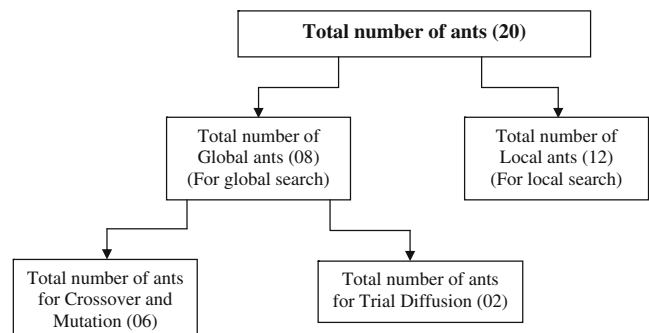 Total number of ants (20)
Total number of
Global ants (08)
(For global search)
Total number of
Local ants (12)
(For local search)
Total number of ants
for Crossover and
Mutation (06)
Total number of ants
for Trial Diffusion (02)